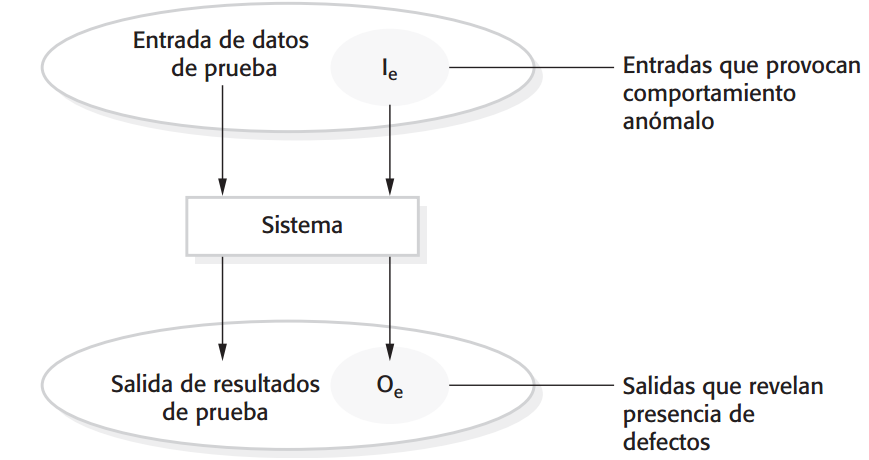 Entrada de datos
de prueba
Ie
Entradas que provocan
comportamiento
anómalo
Sistema
Salida de resultados
de prueba
Oe
Salidas que revelan
presencia de
defectos